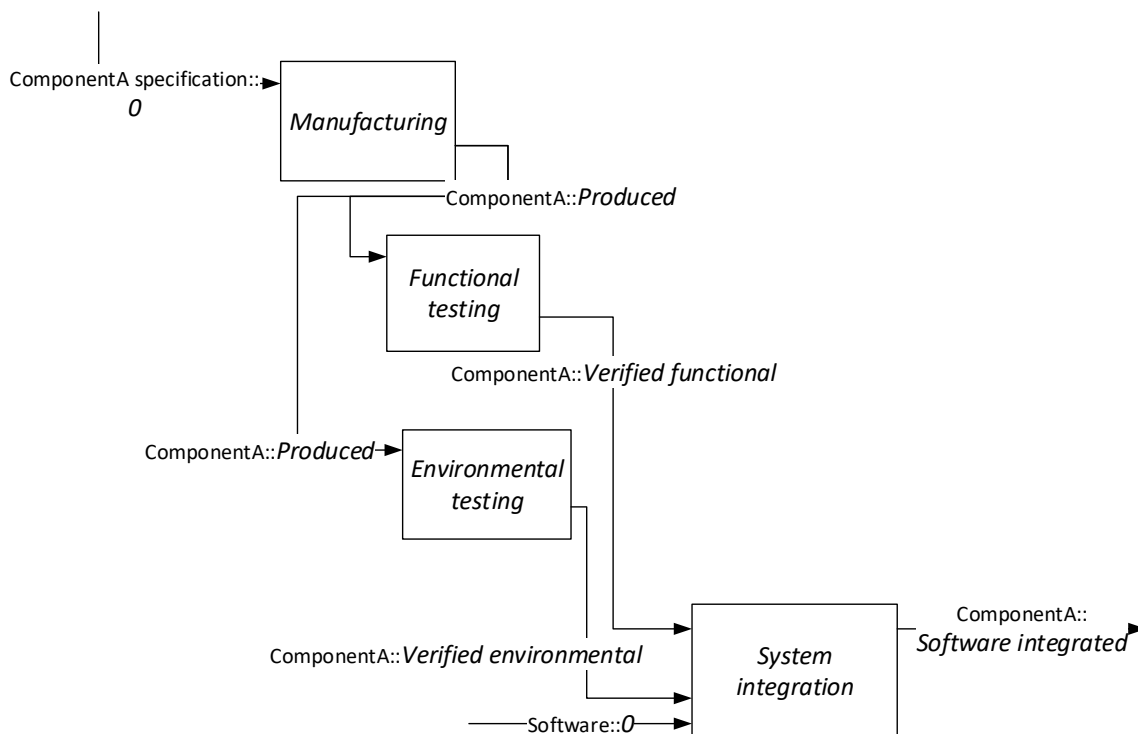 ComponentA specification::
0
Manufacturing
ComponentA::Produced
Functional
testing
ComponentA::Verified functional
ComponentA::Produced
Environmental
testing
ComponentA::
Software integrated
ComponentA::Verified environmental
System
integration
Software::0